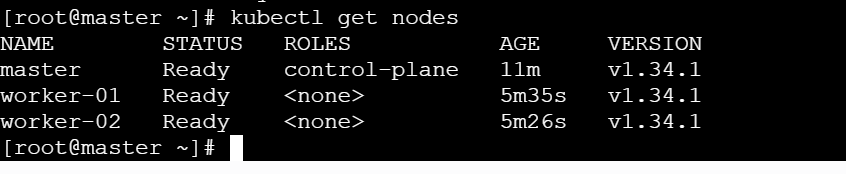 [root@master ~]# kubectl get nodes
NAME        STATUS   ROLES           AGE     VERSION
master      Ready    control-plane   11m     v1.34.1
worker-01   Ready    <none>          5m35s   v1.34.1
worker-02   Ready    <none>          5m26s   v1.34.1
[root@master ~]#